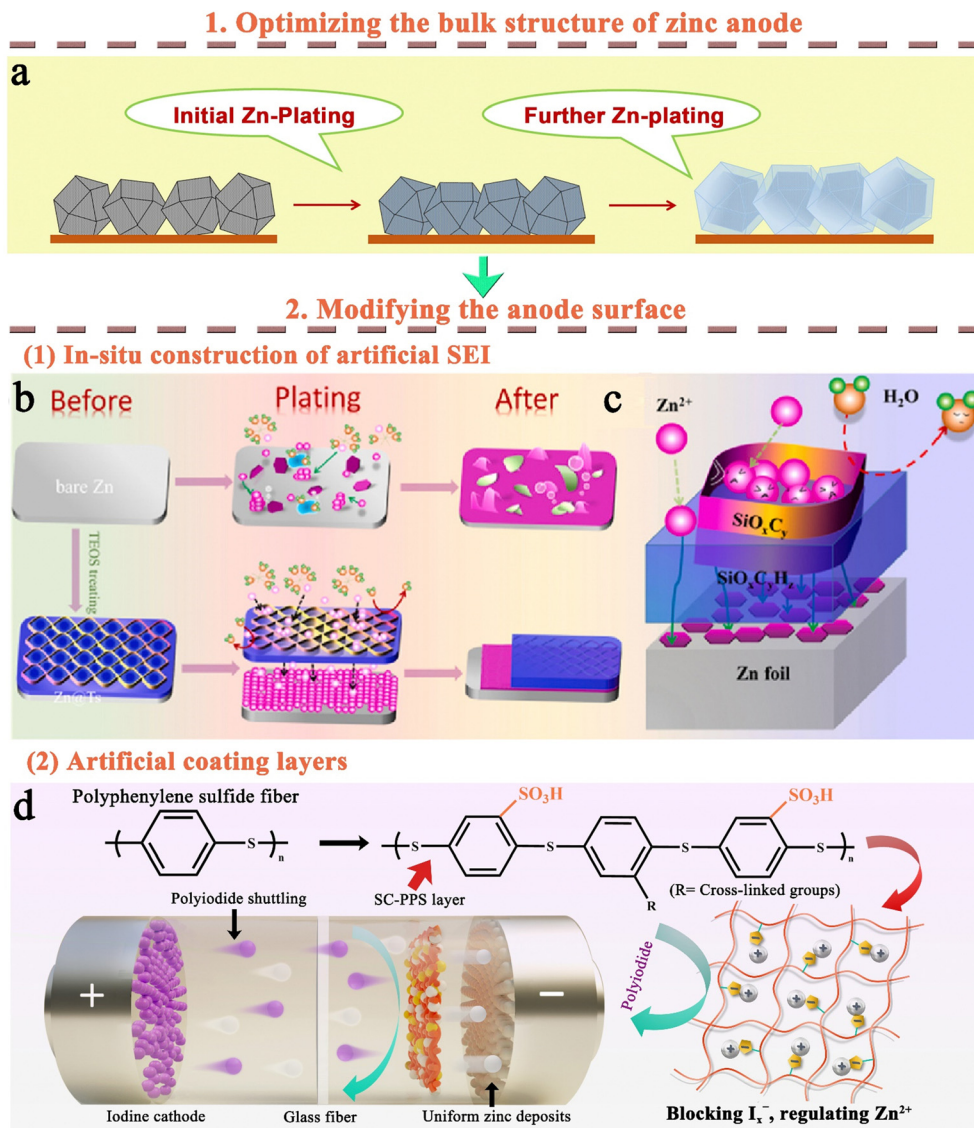 1. Optimizing the bulk structure of zinc anode
a
Initial Zn-Plating
Further Zn-plating
2. Modifying the anode surface
(1) In-situ construction of artificial SEI
b
Before
Plating
After
bare Zn
TEOS treating
Zn@Ts
c
Zn²⁺
H₂O
SiOₓCᵧ
SiOₓCᵧH_z
Zn foil
(2) Artificial coating layers
d
Polyphenylene sulfide fiber
S
n
SO₃H
SO₃H
S
S
S
S
n
R
(R= Cross-linked groups)
SC-PPS layer
Polyiodide shuttling
+
−
Iodine cathode
Glass fiber
Uniform zinc deposits
Polyiodide
Blocking Iₓ⁻, regulating Zn²⁺